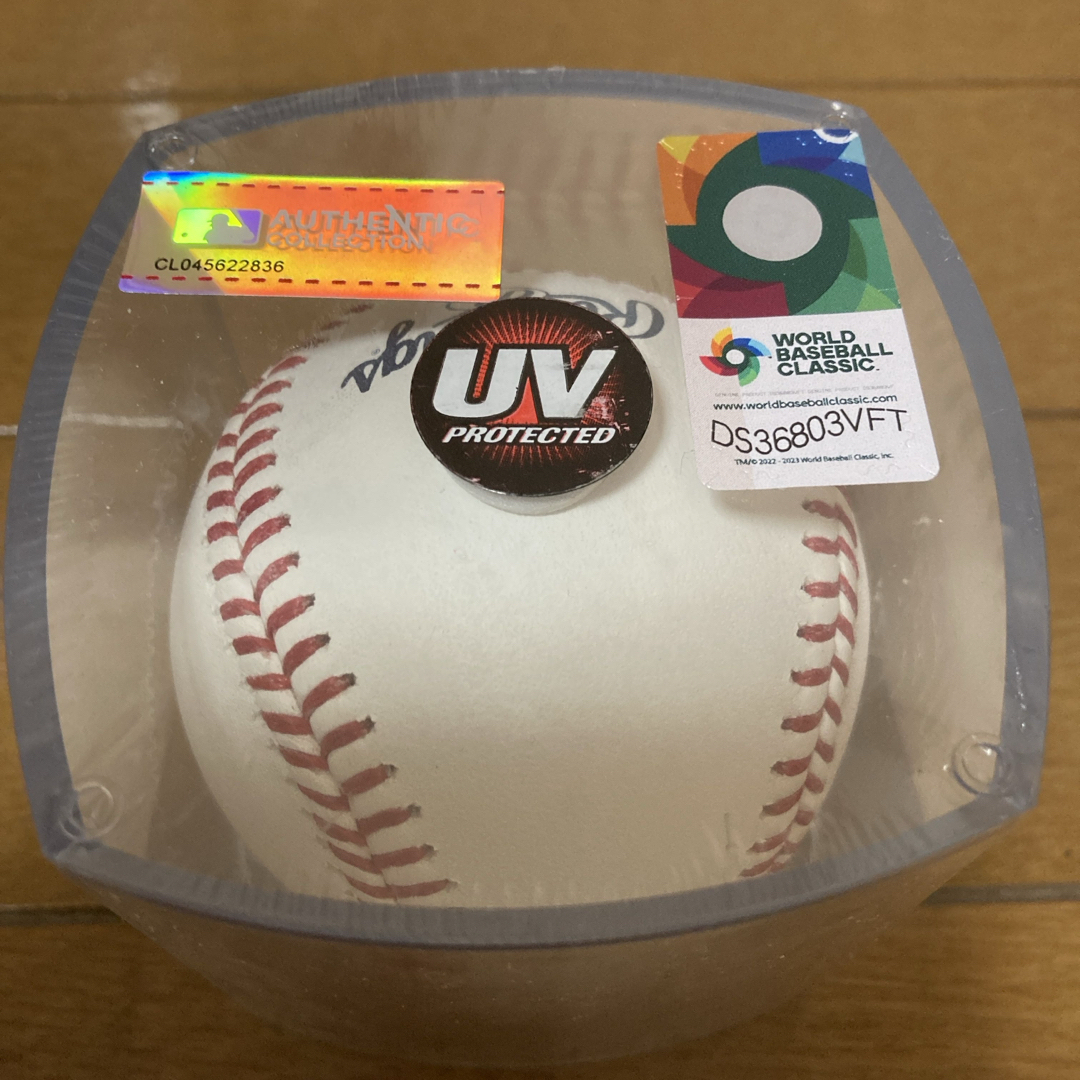 AUTHENTIC
COLLECTION
CL045622836
UV
PROTECTED
WORLD
BASEBALL
CLASSIC.
www.worldbaseballclassic.com
DS36803VFT
TM/© 2022 - 2023 World Baseball Classic, Inc.